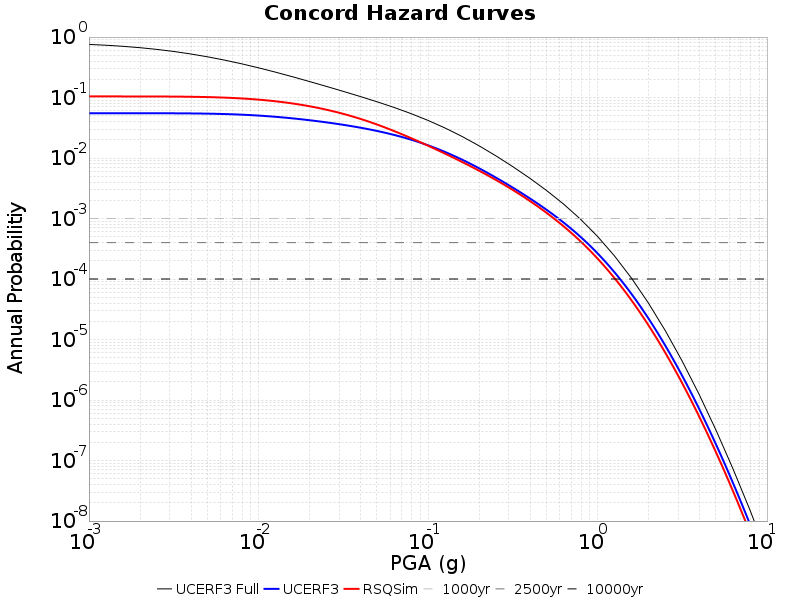 Concord Hazard Curves
Annual Probabilitiy
10^0
10^-1
10^-2
10^-3
10^-4
10^-5
10^-6
10^-7
10^-8
10^-3 10^-2 10^-1 10^0 10^1
PGA (g)
UCERF3 Full UCERF3 RSQSim 1000yr 2500yr 10000yr